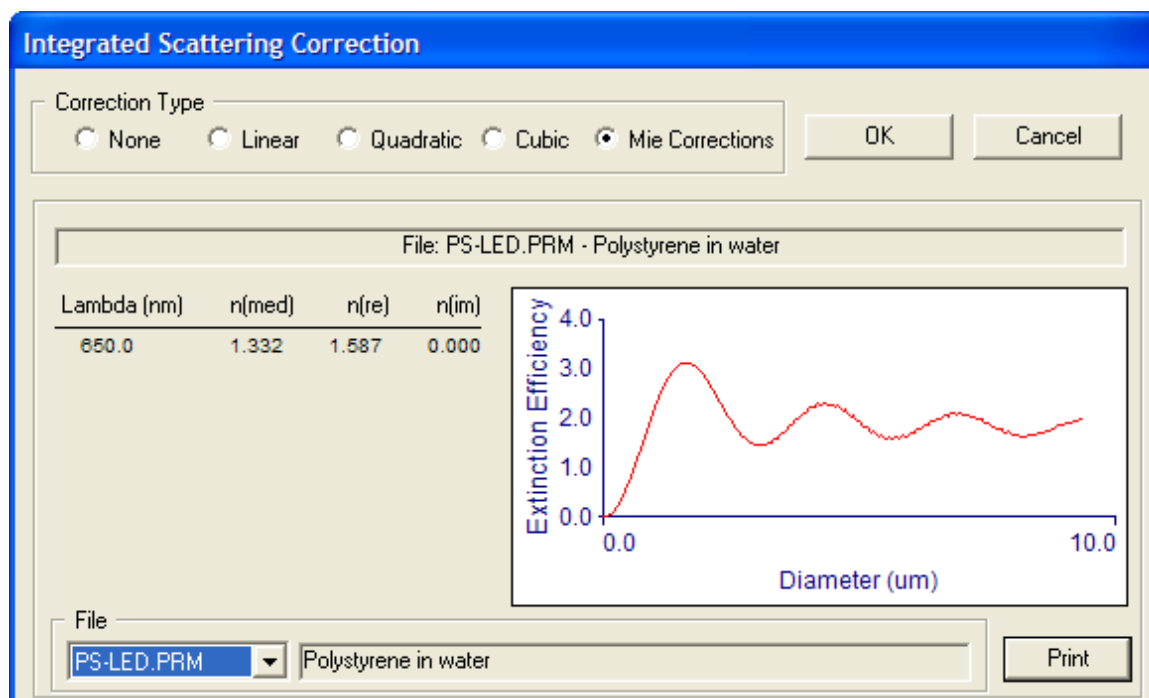 Integrated Scattering Correction
Correction Type
None Linear Quadratic Cubic Mie Corrections
OK Cancel
File: PS-LED.PRM - Polystyrene in water
Lambda (nm) n(med) n(re) n(im)
650.0 1.332 1.587 0.000
Extinction Efficiency
4.0
3.0
2.0
1.0
0.0
0.0 10.0
Diameter (um)
File
PS-LED.PRM Polystyrene in water
Print